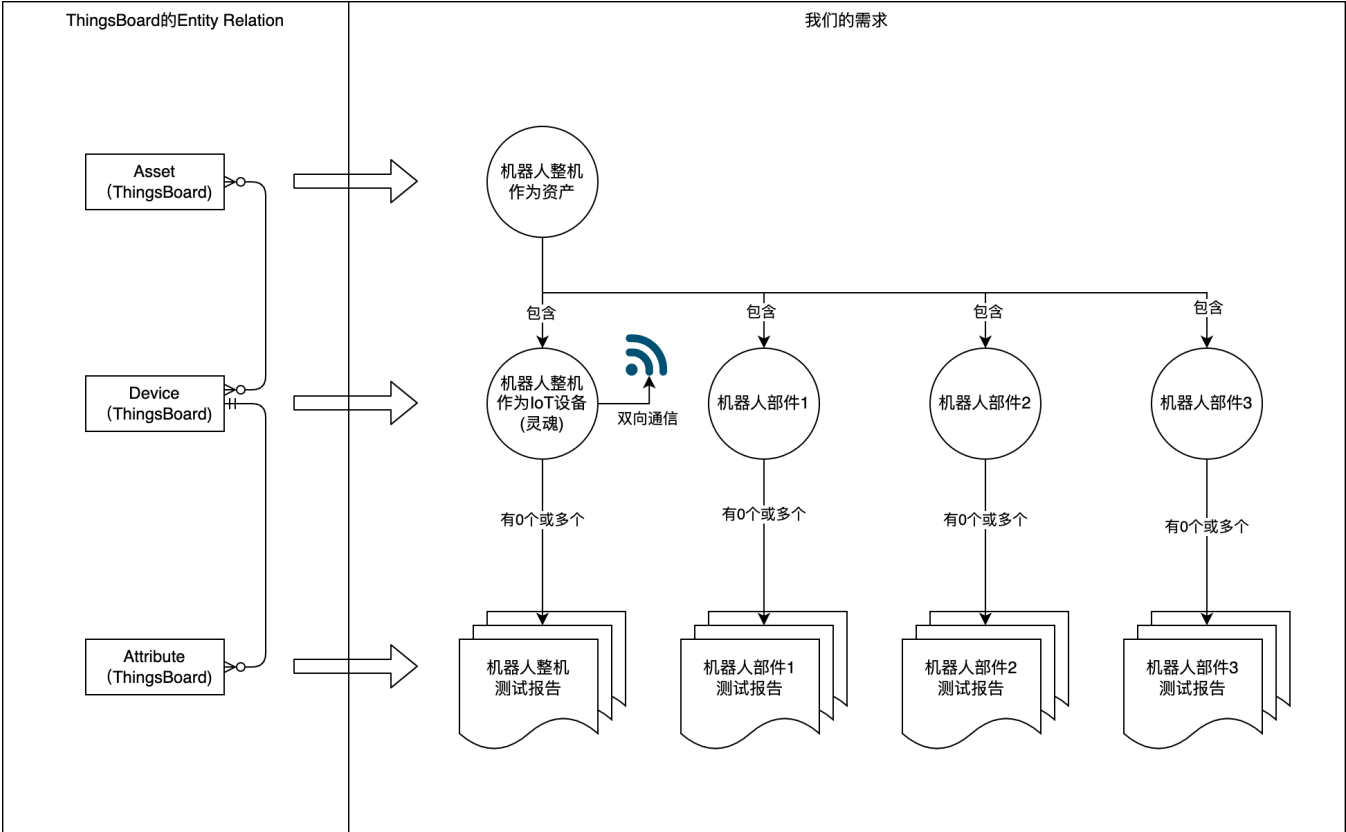 ThingsBoard的Entity Relation
我们的需求
Asset
（ThingsBoard)
机器人整机
作为资产
包含
包含
包含
包含
Device
（ThingsBoard)
机器人整机
作为IoT设备
(灵魂)
双向通信
机器人部件1
机器人部件2
机器人部件3
有0个或多个
有0个或多个
有0个或多个
有0个或多个
Attribute
（ThingsBoard)
机器人整机
测试报告
机器人部件1
测试报告
机器人部件2
测试报告
机器人部件3
测试报告